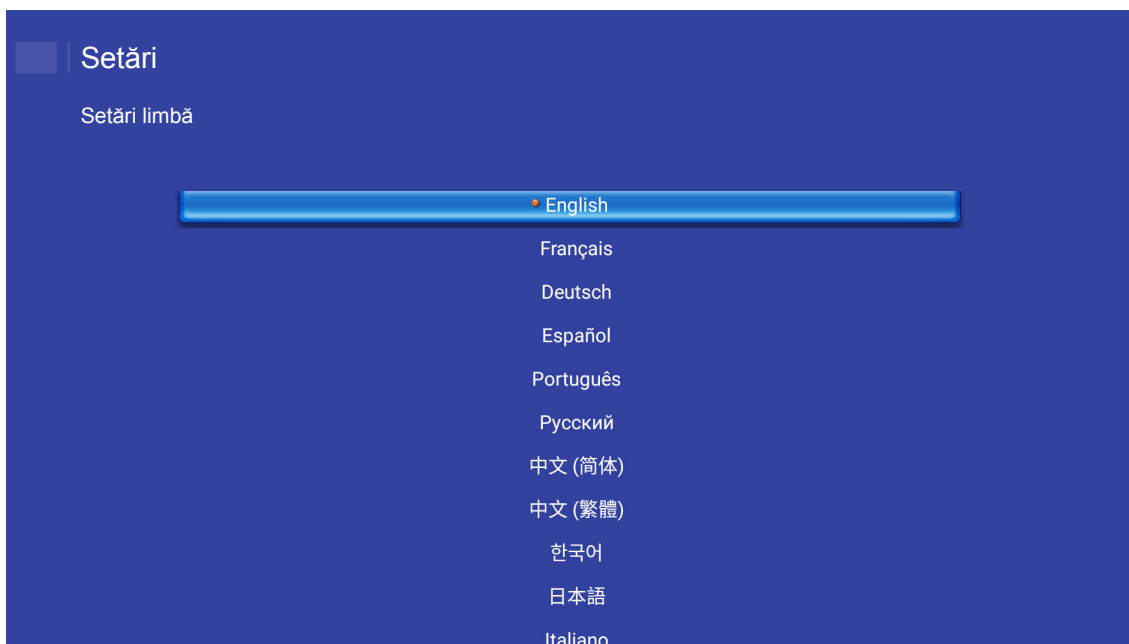 Setări
Setări limbă
English
Français
Deutsch
Español
Português
Русский
中文 (简体)
中文 (繁體)
한국어
日本語
Italiano